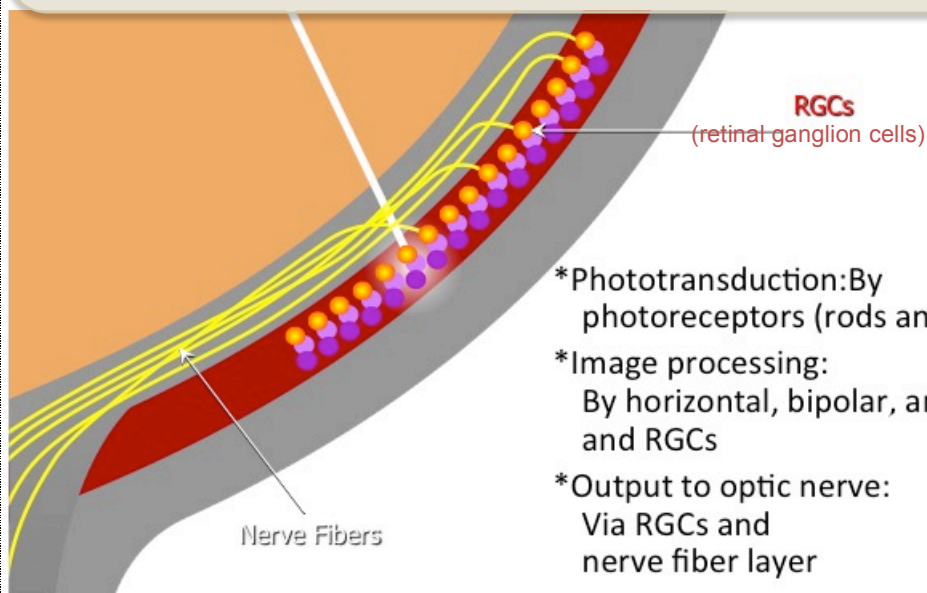 RGCs
(retinal ganglion cells)
*Phototransduction:By
photoreceptors (rods an
*Image processing:
By horizontal, bipolar, a
and RGCs
*Output to optic nerve:
Via RGCs and
nerve fiber layer
Nerve Fibers